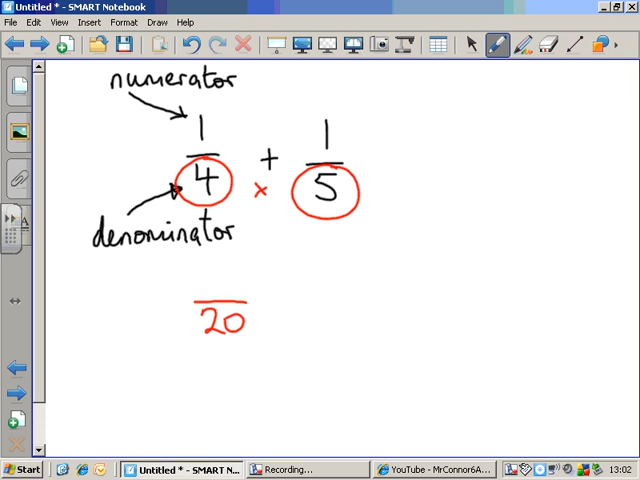 Untitled * - SMART Notebook
File Edit View Insert Format Draw Help
numerator
1 1
+
4 × 5
denominator
20
Start Untitled * - SMART N... Recording... YouTube - MrConnor6A... 13:02